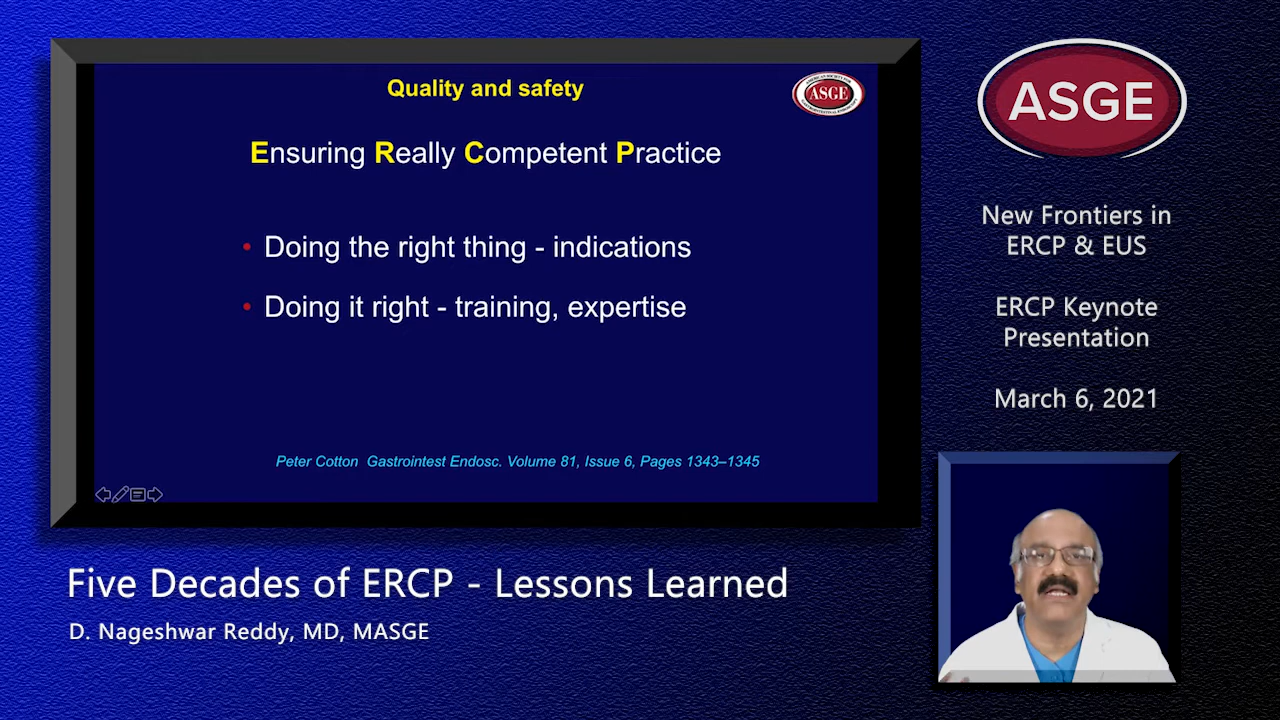 Quality and safety
ASGE
Ensuring Really Competent Practice
• Doing the right thing - indications
• Doing it right - training, expertise
Peter Cotton Gastrointest Endosc. Volume 81, Issue 6, Pages 1343–1345
ASGE
New Frontiers in
ERCP & EUS
ERCP Keynote
Presentation
March 6, 2021
Five Decades of ERCP - Lessons Learned
D. Nageshwar Reddy, MD, MASGE